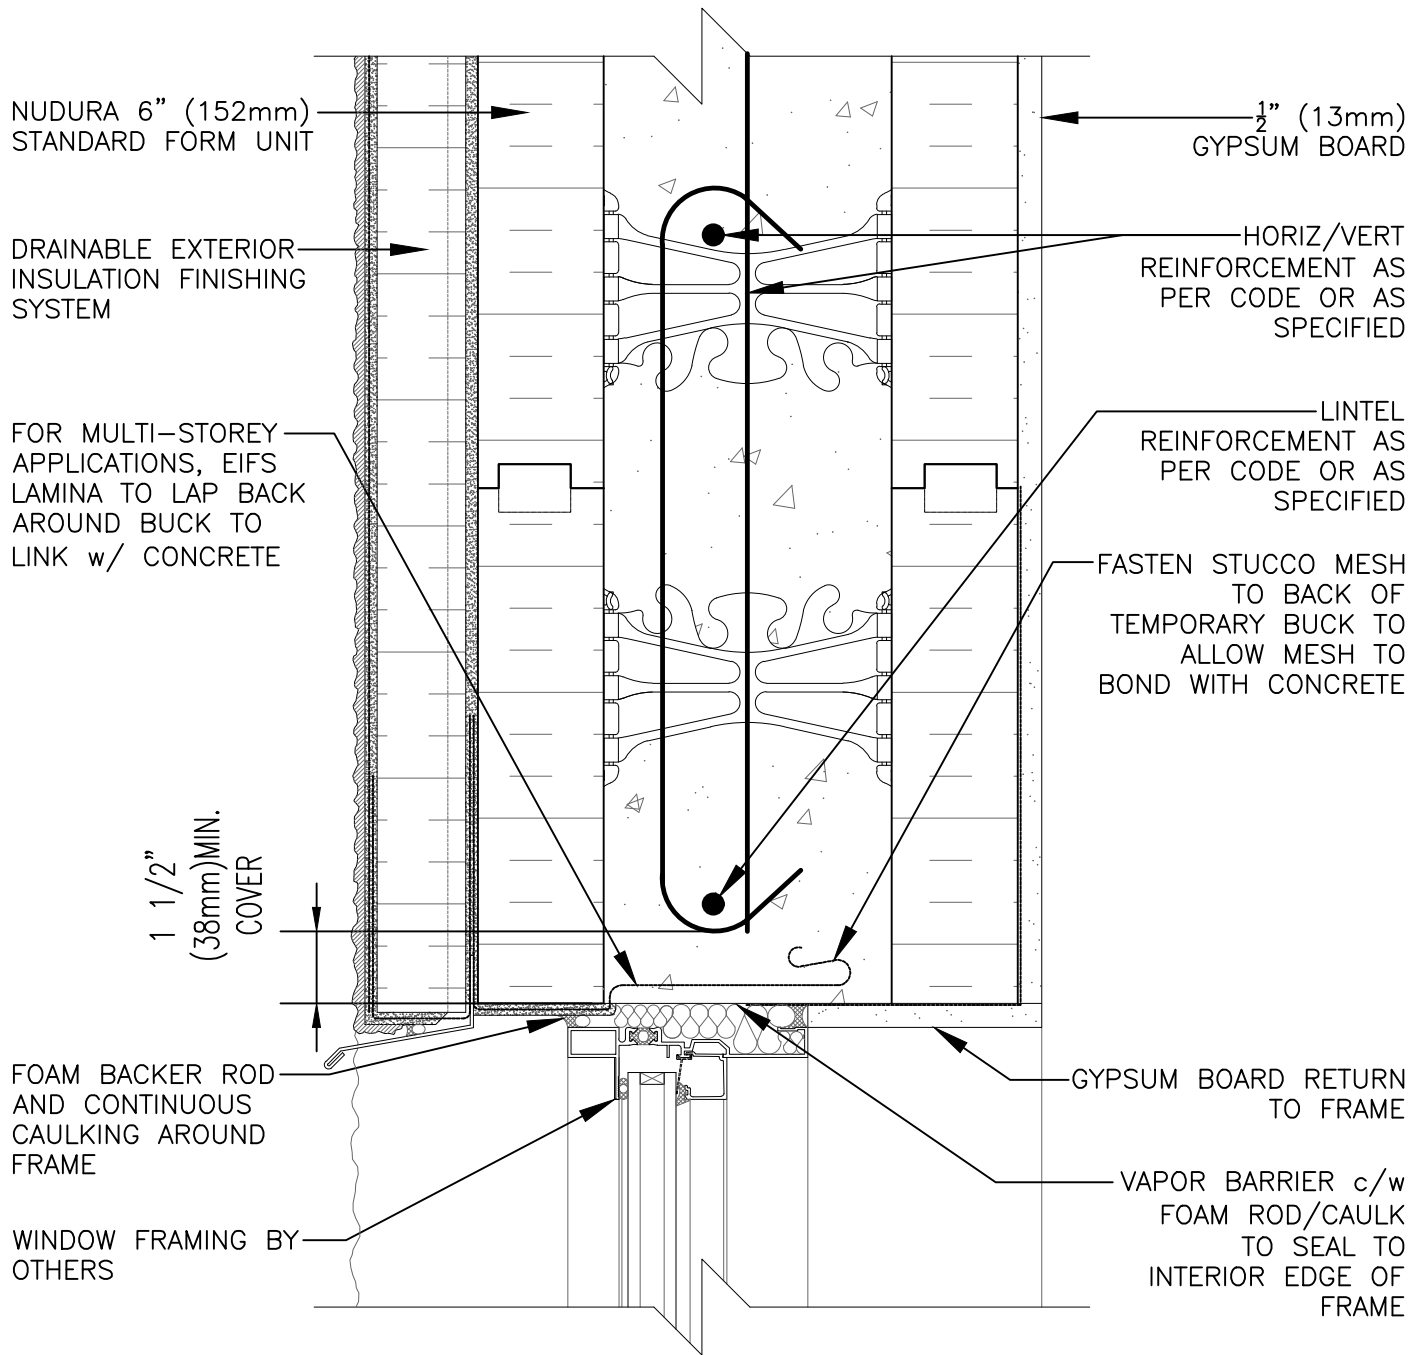 NUDURA 6" (152mm)
STANDARD FORM UNIT
DRAINABLE EXTERIOR
INSULATION FINISHING
SYSTEM
FOR MULTI-STOREY
APPLICATIONS, EIFS
LAMINA TO LAP BACK
AROUND BUCK TO
LINK w/ CONCRETE
1 1/2"
(38mm)MIN.
COVER
FOAM BACKER ROD
AND CONTINUOUS
CAULKING AROUND
FRAME
WINDOW FRAMING BY
OTHERS
½" (13mm)
GYPSUM BOARD
HORIZ/VERT
REINFORCEMENT AS
PER CODE OR AS
SPECIFIED
LINTEL
REINFORCEMENT AS
PER CODE OR AS
SPECIFIED
FASTEN STUCCO MESH
TO BACK OF
TEMPORARY BUCK TO
ALLOW MESH TO
BOND WITH CONCRETE
GYPSUM BOARD RETURN
TO FRAME
VAPOR BARRIER c/w
FOAM ROD/CAULK
TO SEAL TO
INTERIOR EDGE OF
FRAME